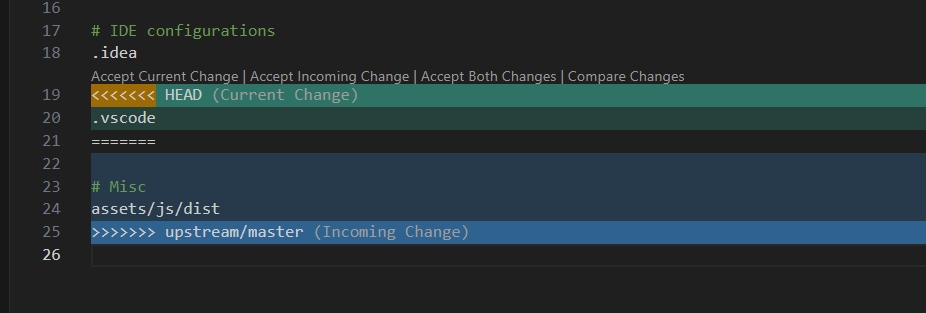 16
17 # IDE configurations
18 .idea
Accept Current Change | Accept Incoming Change | Accept Both Changes | Compare Changes
19 <<<<<<< HEAD (Current Change)
20 .vscode
21 =======
22
23 # Misc
24 assets/js/dist
25 >>>>>>> upstream/master (Incoming Change)
26